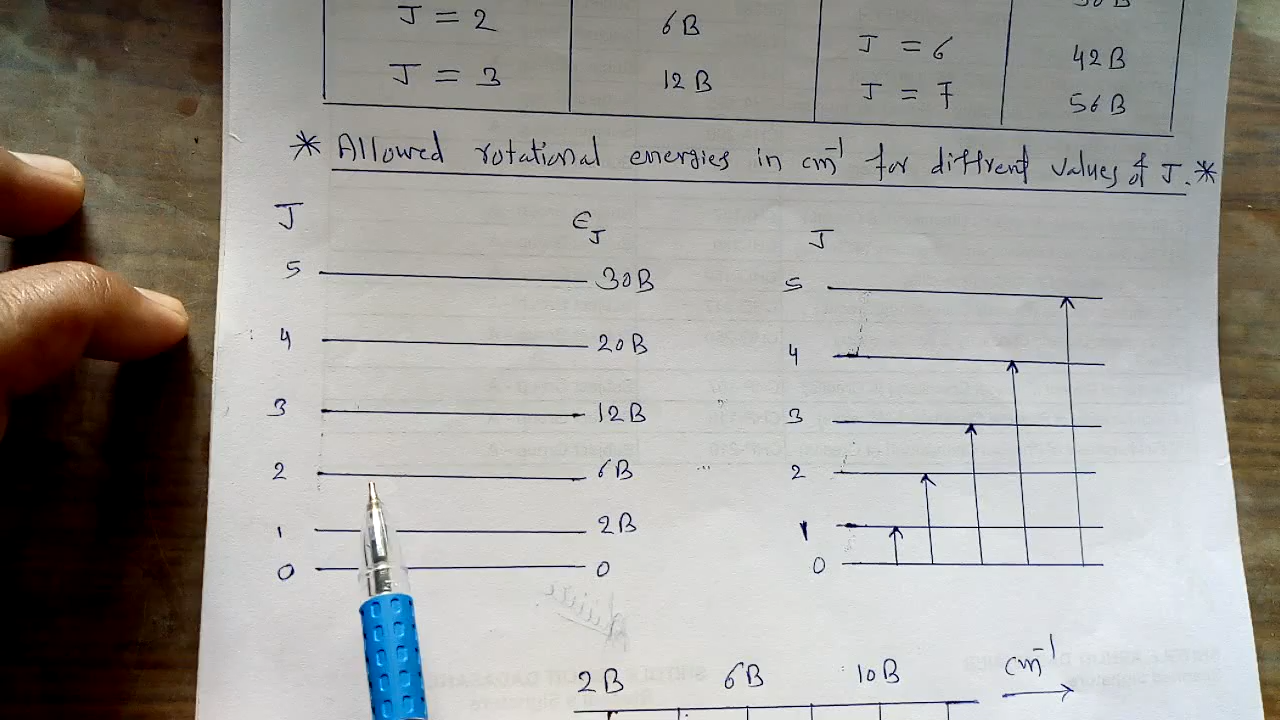 J = 2 6B
J = 6 42B
J = 3 12B
J = 7 56B
* Allowed rotational energies in cm⁻¹ for diffrent values of J. *
J ϵJ J
5 30B 5
4 20B 4
3 12B 3
2 6B 2
1 2B 1
0 0 0
2B 6B 10B cm⁻¹